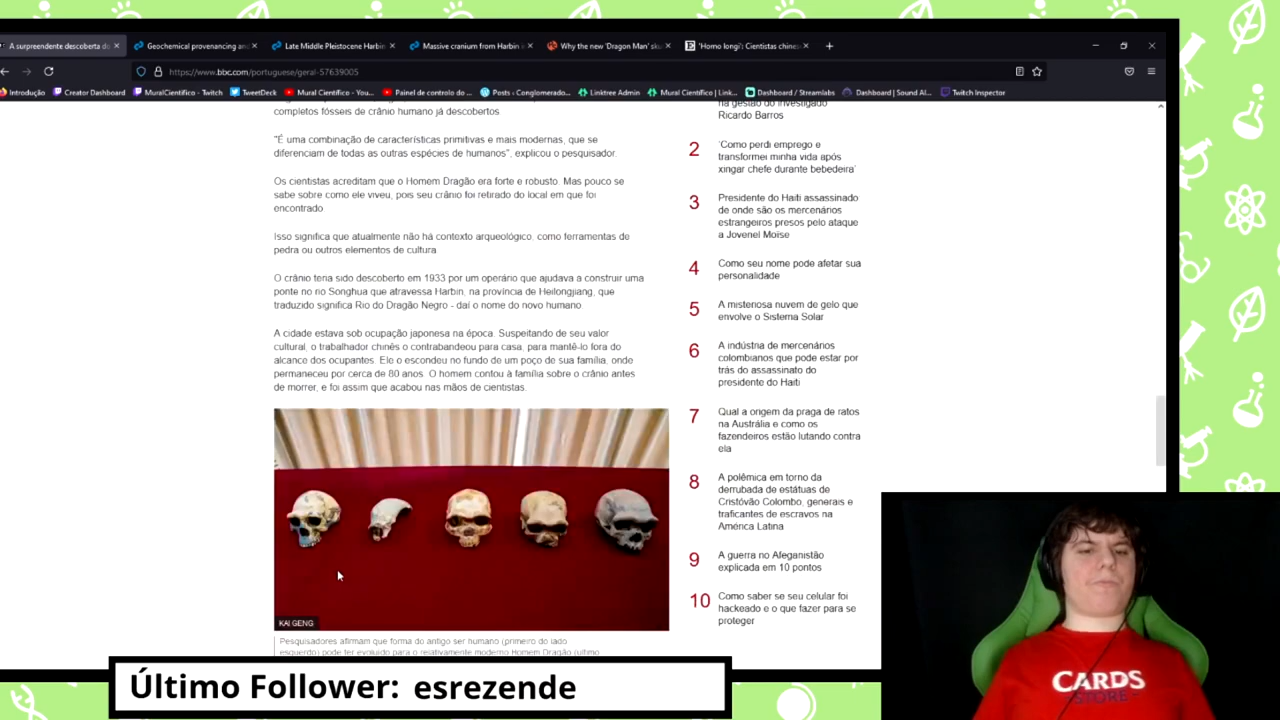 A surpreendente descoberta do
Geochemical provenancing an
Late Middle Pleistocene Harbin
Massive cranium from Harbin i
Why the new 'Dragon Man' sku
'Homo longi': Cientistas chine
https://www.bbc.com/portuguese/geral-57639005
Introdução
Creator Dashboard
MuralCientifico - Twitch
TweetDeck
Mural Científico - You...
Painel de controlo do ...
Posts ‹ Conglomerado...
Linktree Admin
Mural Científico | Link...
Dashboard / Streamlabs
Dashboard | Sound Al...
Twitch Inspector
completos fósseis de crânio humano já descobertos
"É uma combinação de características primitivas e mais modernas, que se
diferenciam de todas as outras espécies de humanos", explicou o pesquisador.
Os cientistas acreditam que o Homem Dragão era forte e robusto. Mas pouco se
sabe sobre como ele viveu, pois seu crânio foi retirado do local em que foi
encontrado
Isso significa que atualmente não há contexto arqueológico, como ferramentas de
pedra ou outros elementos de cultura
O crânio teria sido descoberto em 1933 por um operário que ajudava a construir uma
ponte no rio Songhua que atravessa Harbin, na província de Heilongjiang, que
traduzido significa Rio do Dragão Negro - daí o nome do novo humano
A cidade estava sob ocupação japonesa na época. Suspeitando de seu valor
cultural, o trabalhador chinês o contrabandeou para casa, para mantê-lo fora do
alcance dos ocupantes. Ele o escondeu no fundo de um poço de sua família, onde
permaneceu por cerca de 80 anos. O homem contou à família sobre o crânio antes
de morrer, e foi assim que acabou nas mãos de cientistas.
KAI GENG
Pesquisadores afirmam que forma do antigo ser humano (primeiro do lado
esquerdo) pode ter evoluído para o relativamente moderno Homem Dragão (último
na gestão do investigado
Ricardo Barros
2 'Como perdi emprego e
transformei minha vida após
xingar chefe durante bebedeira'
3 Presidente do Haiti assassinado
de onde são os mercenários
estrangeiros presos pelo ataque
a Jovenel Moïse
4 Como seu nome pode afetar sua
personalidade
5 A misteriosa nuvem de gelo que
envolve o Sistema Solar
6 A indústria de mercenários
colombianos que pode estar por
trás do assassinato do
presidente do Haiti
7 Qual a origem da praga de ratos
na Austrália e como os
fazendeiros estão lutando contra
ela
8 A polêmica em torno da
derrubada de estátuas de
Cristóvão Colombo, generais e
traficantes de escravos na
América Latina
9 A guerra no Afeganistão
explicada em 10 pontos
10 Como saber se seu celular foi
hackeado e o que fazer para se
proteger
CARDS
STORE
Último Follower: esrezende